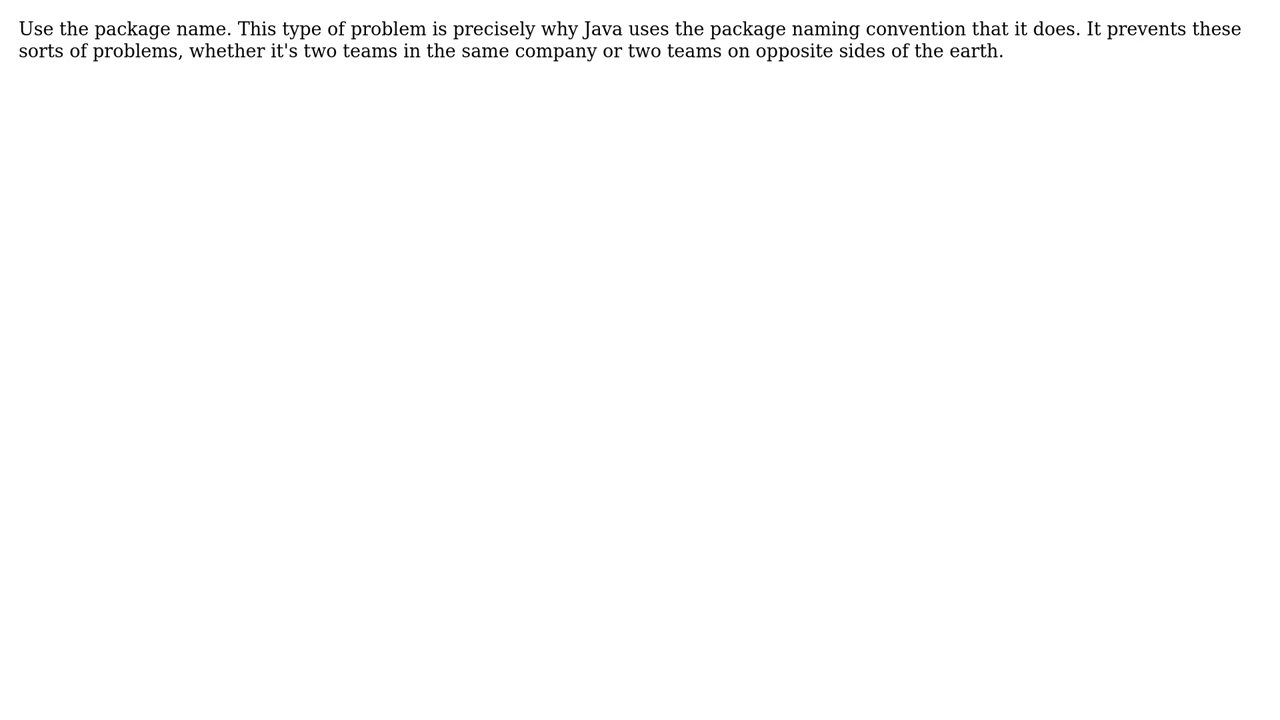 Use the package name. This type of problem is precisely why Java uses the package naming convention that it does. It prevents these
sorts of problems, whether it's two teams in the same company or two teams on opposite sides of the earth.